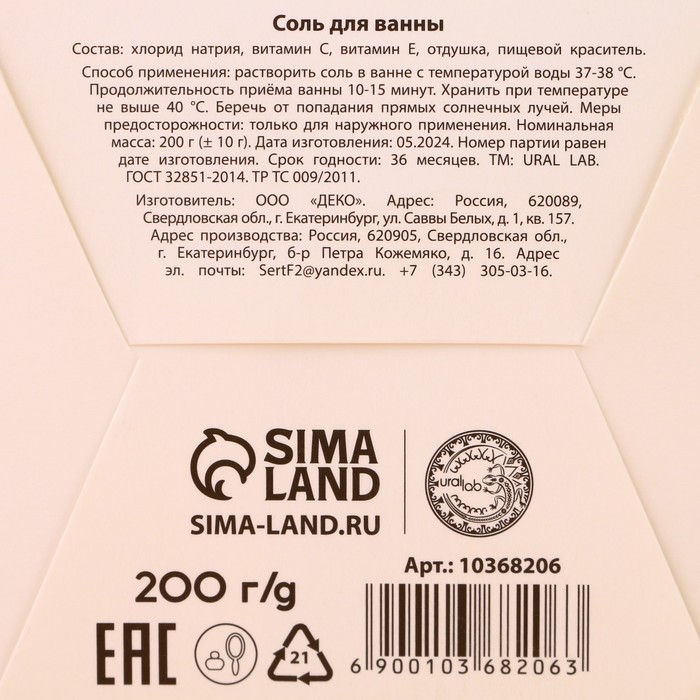 Соль для ванны
Состав: хлорид натрия, витамин С, витамин Е, отдушка, пищевой краситель.
Способ применения: растворить соль в ванне с температурой воды 37-38 °С.
Продолжительность приёма ванны 10-15 минут. Хранить при температуре
не выше 40 °С. Беречь от попадания прямых солнечных лучей. Меры
предосторожности: только для наружного применения. Номинальная
масса: 200 г (± 10 г). Дата изготовления: 05.2024. Номер партии равен
дате изготовления. Срок годности: 36 месяцев. ТМ: URAL LAB.
ГОСТ 32851-2014. ТР ТС 009/2011.
Изготовитель: ООО «ДЕКО». Адрес: Россия, 620089,
Свердловская обл., г. Екатеринбург, ул. Саввы Белых, д. 1, кв. 157.
Адрес производства: Россия, 620905, Свердловская обл.,
г. Екатеринбург, б-р Петра Кожемяко, д. 16. Адрес
эл. почты: SertF2@yandex.ru. +7 (343) 305-03-16.
SIMA
LAND
SIMA-LAND.RU
ural lab
Арт.: 10368206
200 г/g
EAC
21
6 900103 682063